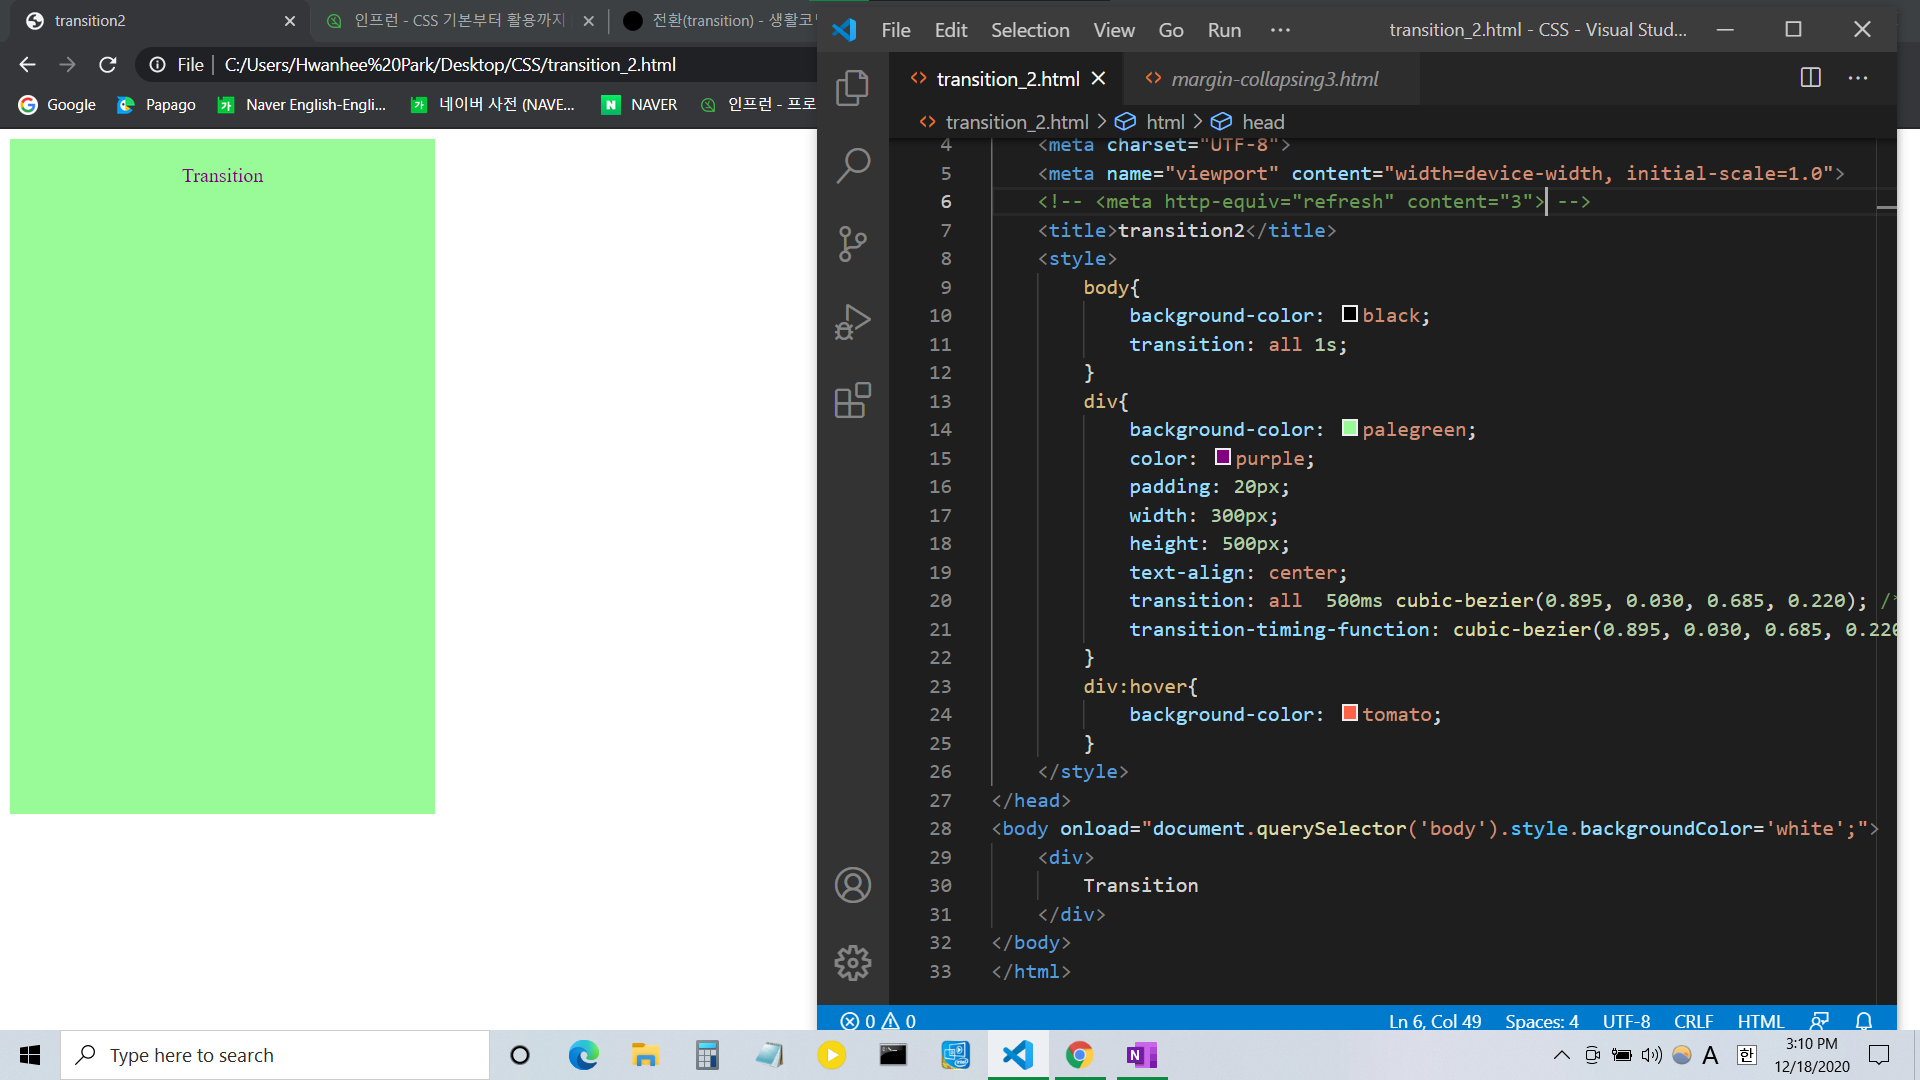 transition2
인프런 - CSS 기본부터 활용까지
전환(transition) - 생활코
File
C:/Users/Hwanhee%20Park/Desktop/CSS/transition_2.html
Google
Papago
Naver English-Engli...
네이버 사전 (NAVE...
NAVER
인프런 - 프로
Transition
File Edit Selection View Go Run ···
transition_2.html - CSS - Visual Stud...
transition_2.html
margin-collapsing3.html
transition_2.html > html > head
4 <meta charset="UTF-8">
5 <meta name="viewport" content="width=device-width, initial-scale=1.0">
6 <!-- <meta http-equiv="refresh" content="3"> -->
7 <title>transition2</title>
8 <style>
9 body{
10 background-color: black;
11 transition: all 1s;
12 }
13 div{
14 background-color: palegreen;
15 color: purple;
16 padding: 20px;
17 width: 300px;
18 height: 500px;
19 text-align: center;
20 transition: all  500ms cubic-bezier(0.895, 0.030, 0.685, 0.220); /*
21 transition-timing-function: cubic-bezier(0.895, 0.030, 0.685, 0.220
22 }
23 div:hover{
24 background-color: tomato;
25 }
26 </style>
27 </head>
28 <body onload="document.querySelector('body').style.backgroundColor='white';">
29 <div>
30 Transition
31 </div>
32 </body>
33 </html>
0 0
Ln 6, Col 49
Spaces: 4
UTF-8
CRLF
HTML
Type here to search
A
한
3:10 PM
12/18/2020